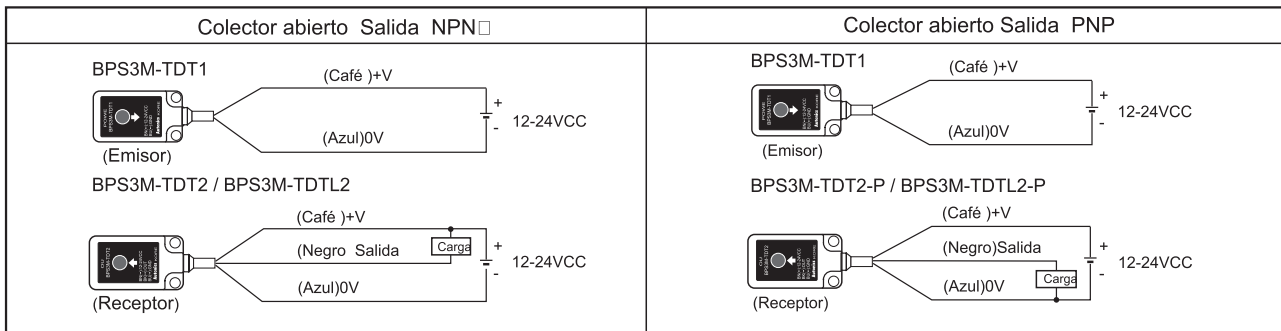 Colector abierto Salida NPN□
BPS3M-TDT1
(Café )+V
+
12-24VCC
-
(Azul)0V
(Emisor)
BPS3M-TDT2 / BPS3M-TDTL2
(Café )+V
(Negro Salida
Carga
+
12-24VCC
-
(Azul)0V
(Receptor)
Colector abierto Salida PNP
BPS3M-TDT1
(Café )+V
+
12-24VCC
-
(Azul)0V
(Emisor)
BPS3M-TDT2-P / BPS3M-TDTL2-P
(Café )+V
(Negro)Salida
+
12-24VCC
-
Carga
(Azul)0V
(Receptor)